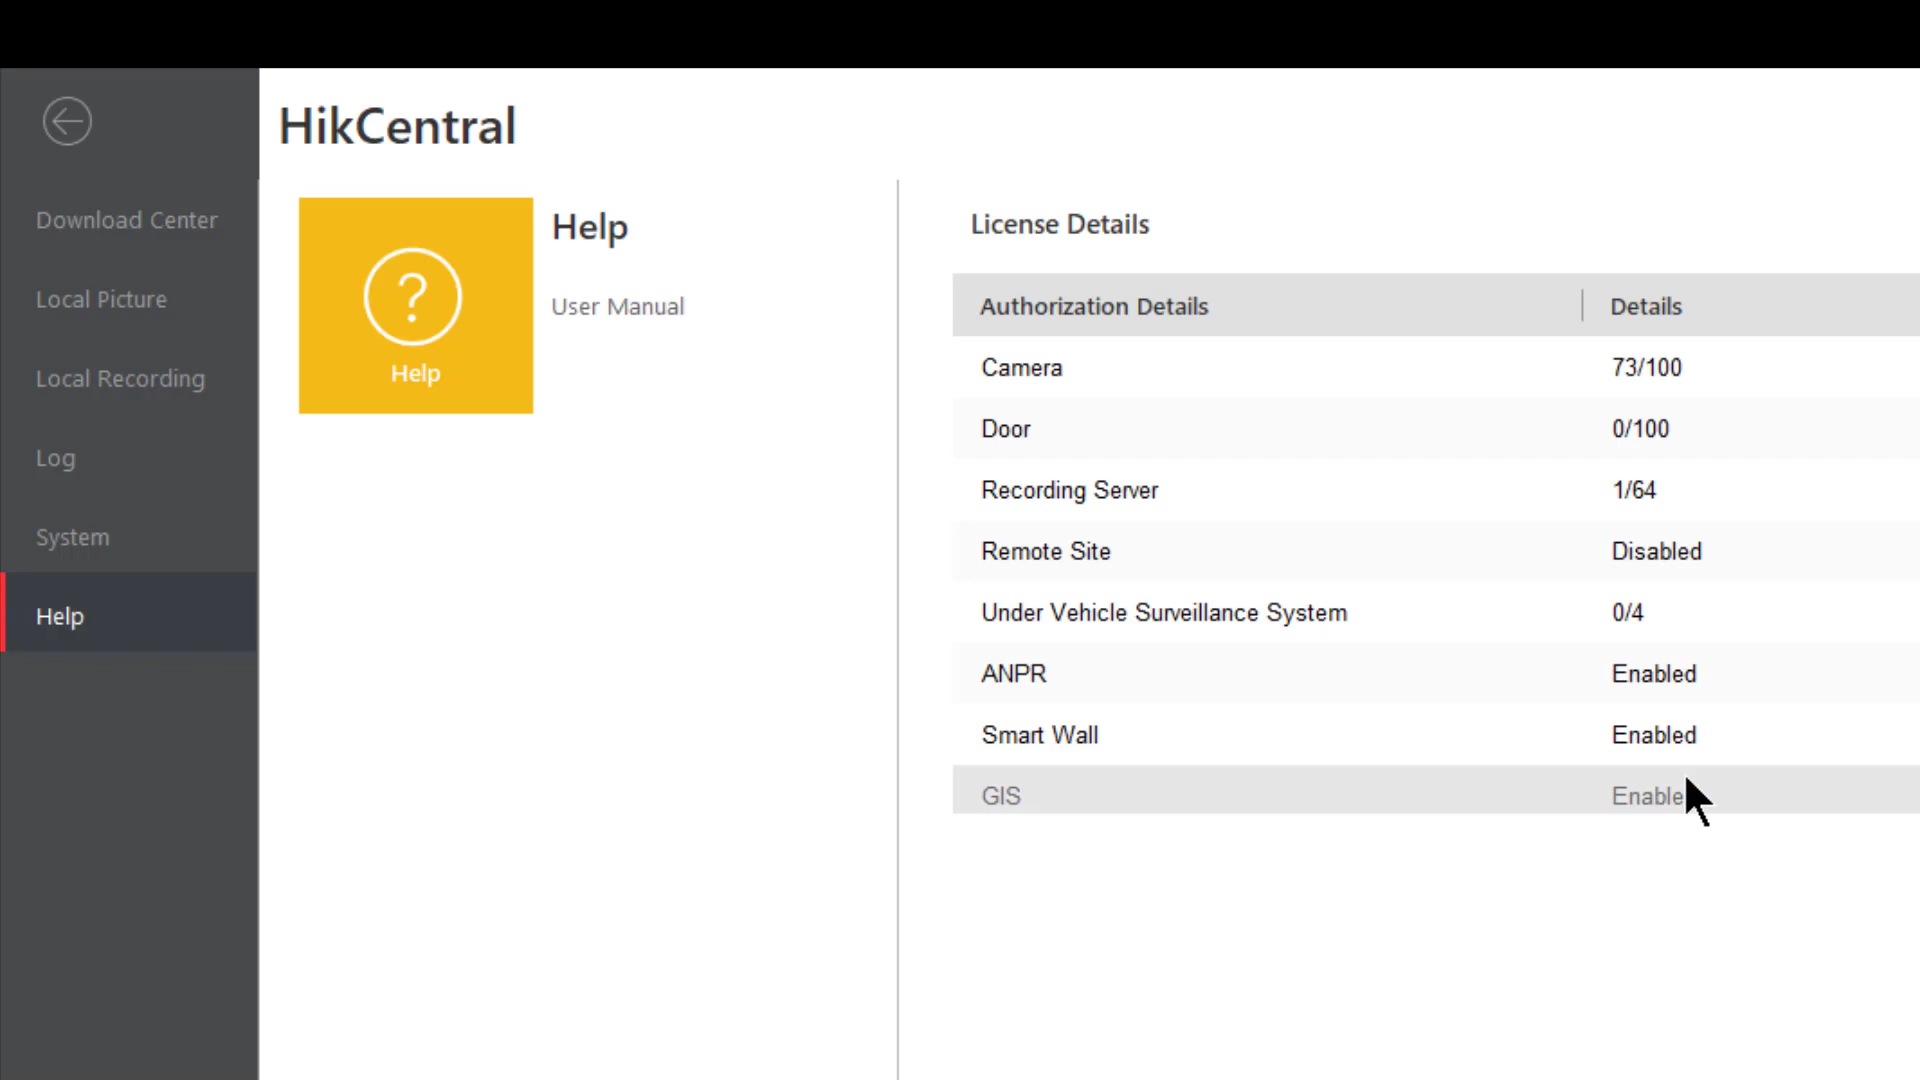 HikCentral
Download Center
Local Picture
Local Recording
Log
System
Help
Help
Help
User Manual
License Details
Authorization Details Details
Camera 73/100
Door 0/100
Recording Server 1/64
Remote Site Disabled
Under Vehicle Surveillance System 0/4
ANPR Enabled
Smart Wall Enabled
GIS Enable